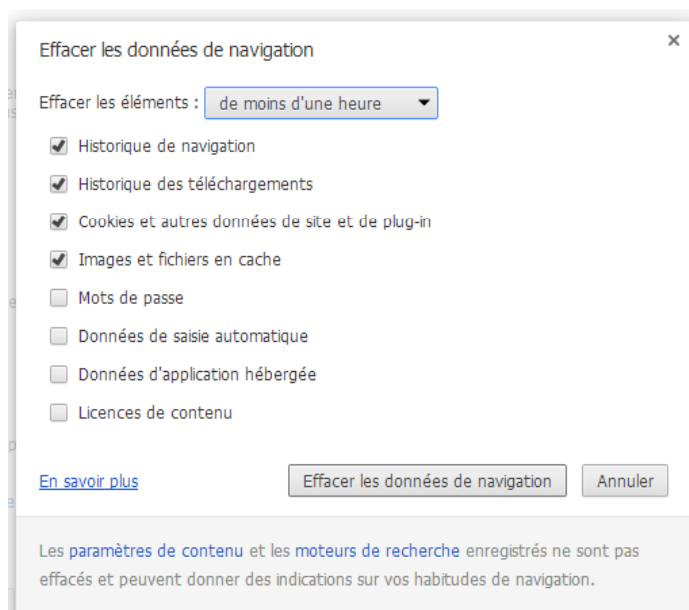 Effacer les données de navigation
Effacer les éléments : de moins d'une heure
Historique de navigation
Historique des téléchargements
Cookies et autres données de site et de plug-in
Images et fichiers en cache
Mots de passe
Données de saisie automatique
Données d'application hébergée
Licences de contenu
En savoir plus Effacer les données de navigation Annuler
Les paramètres de contenu et les moteurs de recherche enregistrés ne sont pas
effacés et peuvent donner des indications sur vos habitudes de navigation.